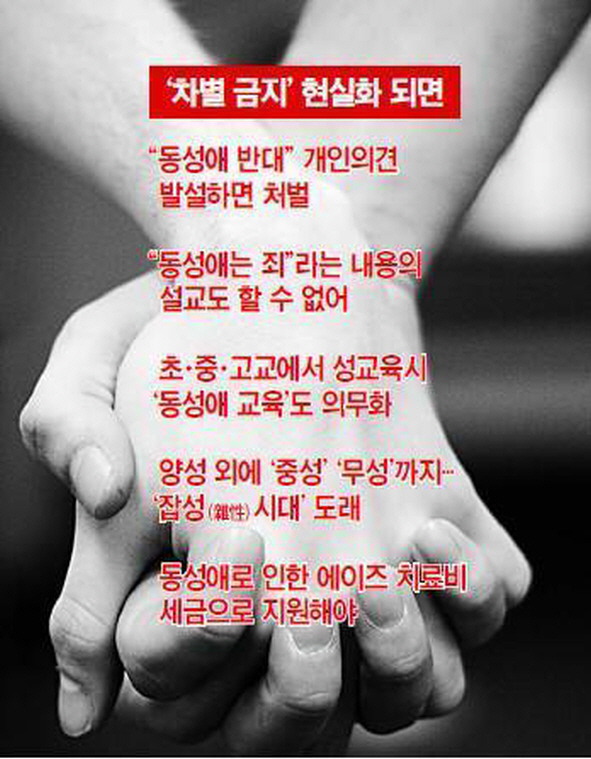 ‘차별 금지’ 현실화 되면
“동성애 반대” 개인의견
발설하면 처벌
“동성애는 죄”라는 내용의
설교도 할 수 없어
초·중·고교에서 성교육시
‘동성애 교육’도 의무화
양성 외에 ‘중성’ ‘무성’까지…
‘잡성(雜性)시대’ 도래
동성애로 인한 에이즈 치료비
세금으로 지원해야